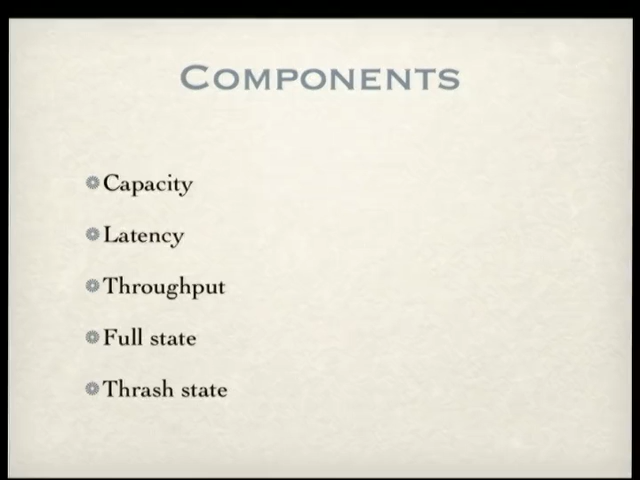 Components
Capacity
Latency
Throughput
Full state
Thrash state